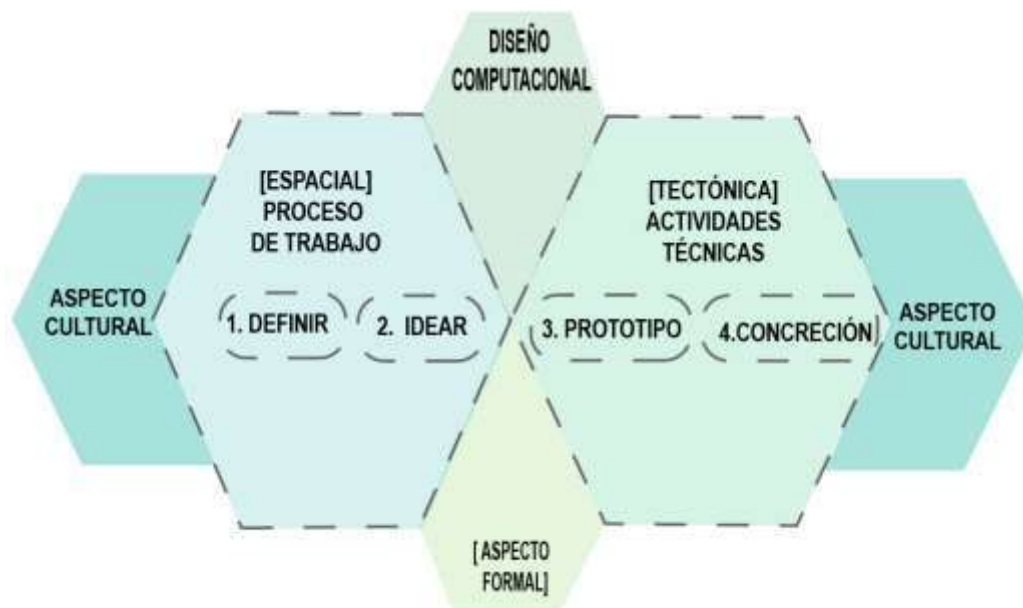 DISEÑO
COMPUTACIONAL
[ESPACIAL]
PROCESO
DE TRABAJO
[TECTÓNICA]
ACTIVIDADES
TÉCNICAS
ASPECTO
CULTURAL
1. DEFINIR
2. IDEAR
3. PROTOTIPO
4.CONCRECIÓN
ASPECTO
CULTURAL
[ ASPECTO
FORMAL]